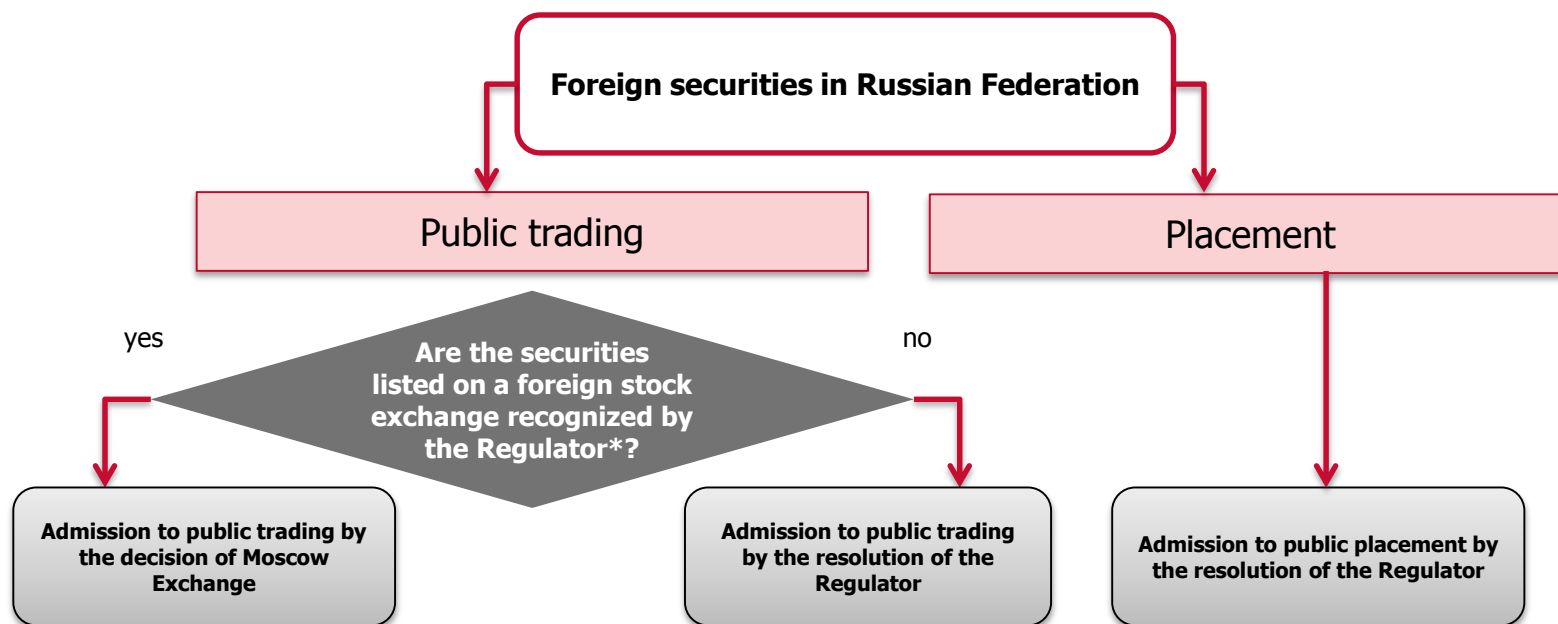 Foreign securities in Russian Federation
Public trading
Placement
yes
no
Are the securities
listed on a foreign stock
exchange recognized by
the Regulator*?
Admission to public trading by
the decision of Moscow
Exchange
Admission to public trading
by the resolution of the
Regulator
Admission to public placement by
the resolution of the Regulator